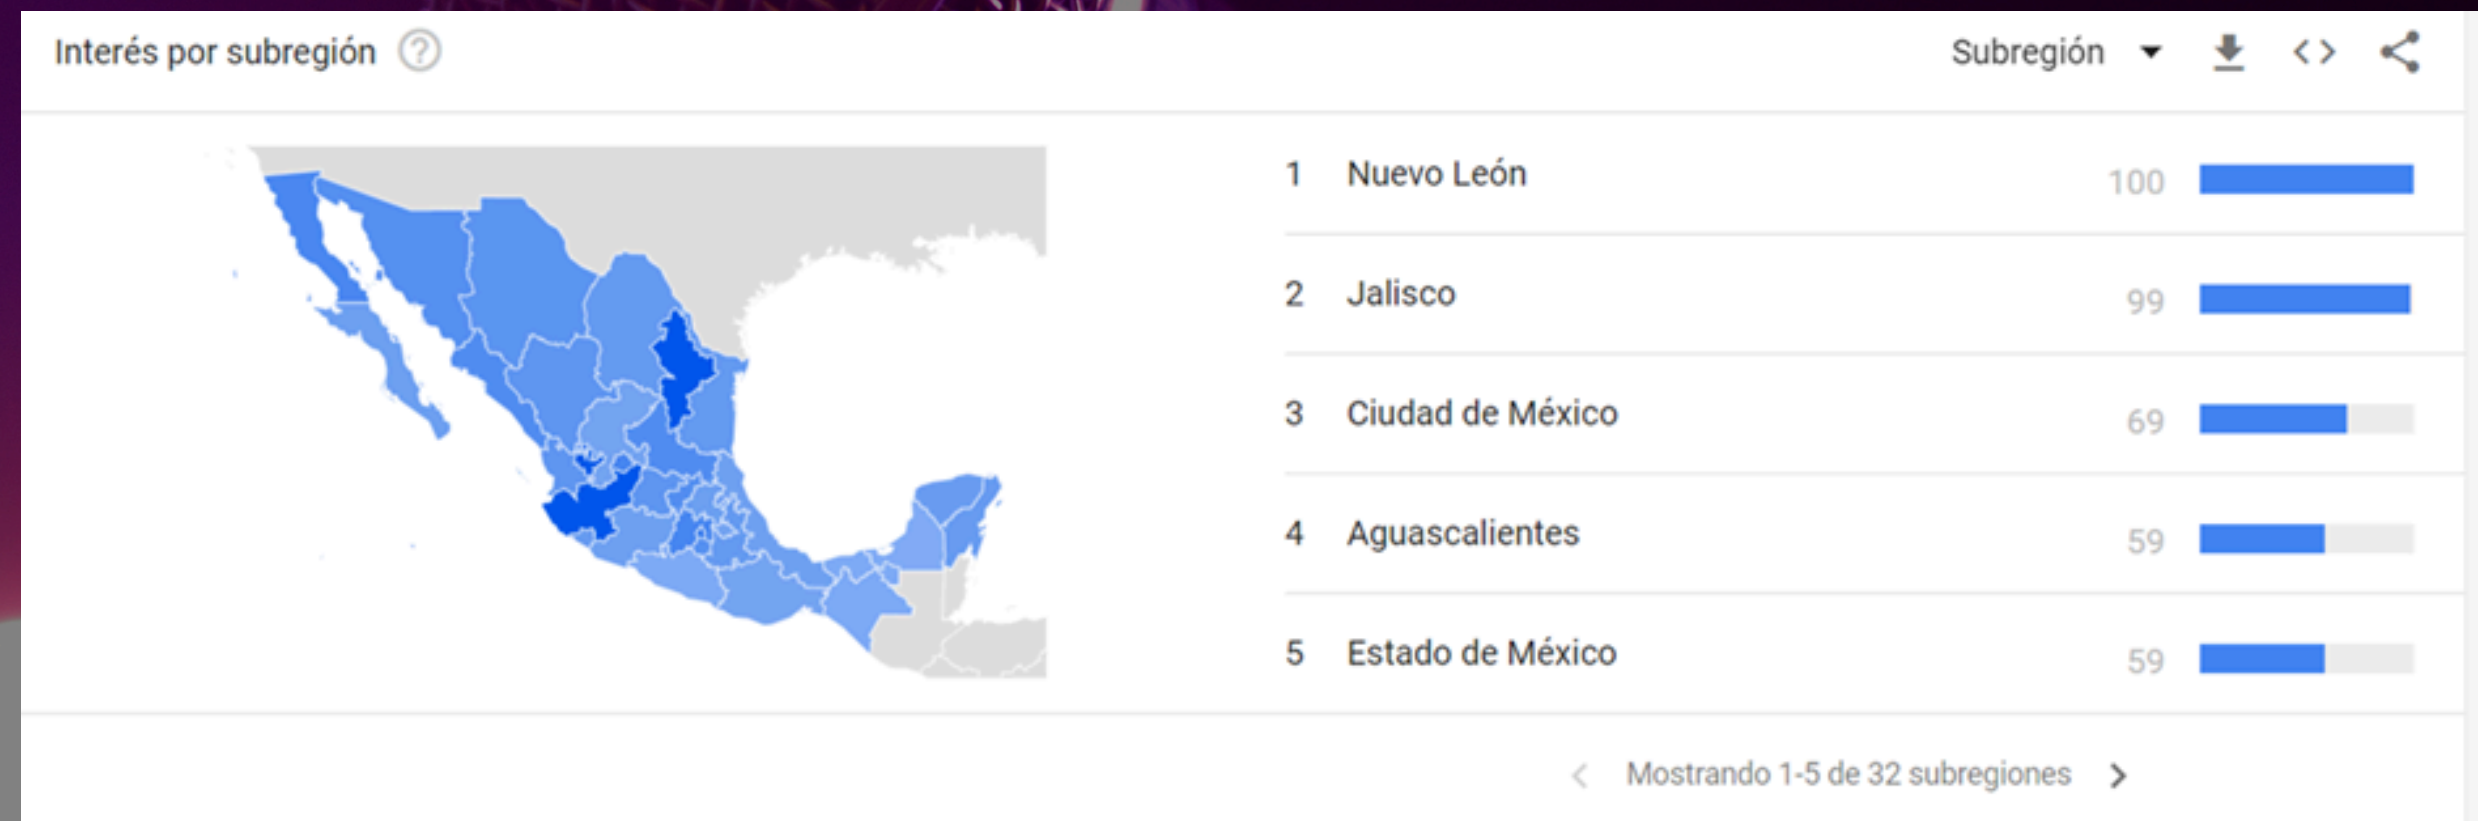 Interés por subregión
Subregión
1 Nuevo León 100
2 Jalisco 99
3 Ciudad de México 69
4 Aguascalientes 59
5 Estado de México 59
Mostrando 1-5 de 32 subregiones